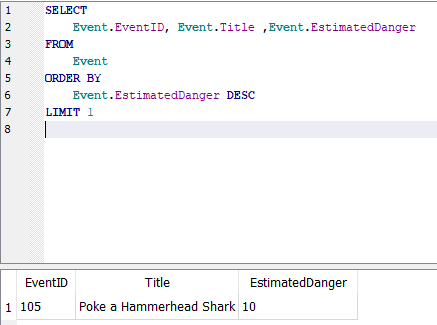 1 SELECT
2 Event.EventID, Event.Title ,Event.EstimatedDanger
3 FROM
4 Event
5 ORDER BY
6 Event.EstimatedDanger DESC
7 LIMIT 1
8
EventID Title EstimatedDanger
1 105 Poke a Hammerhead Shark 10